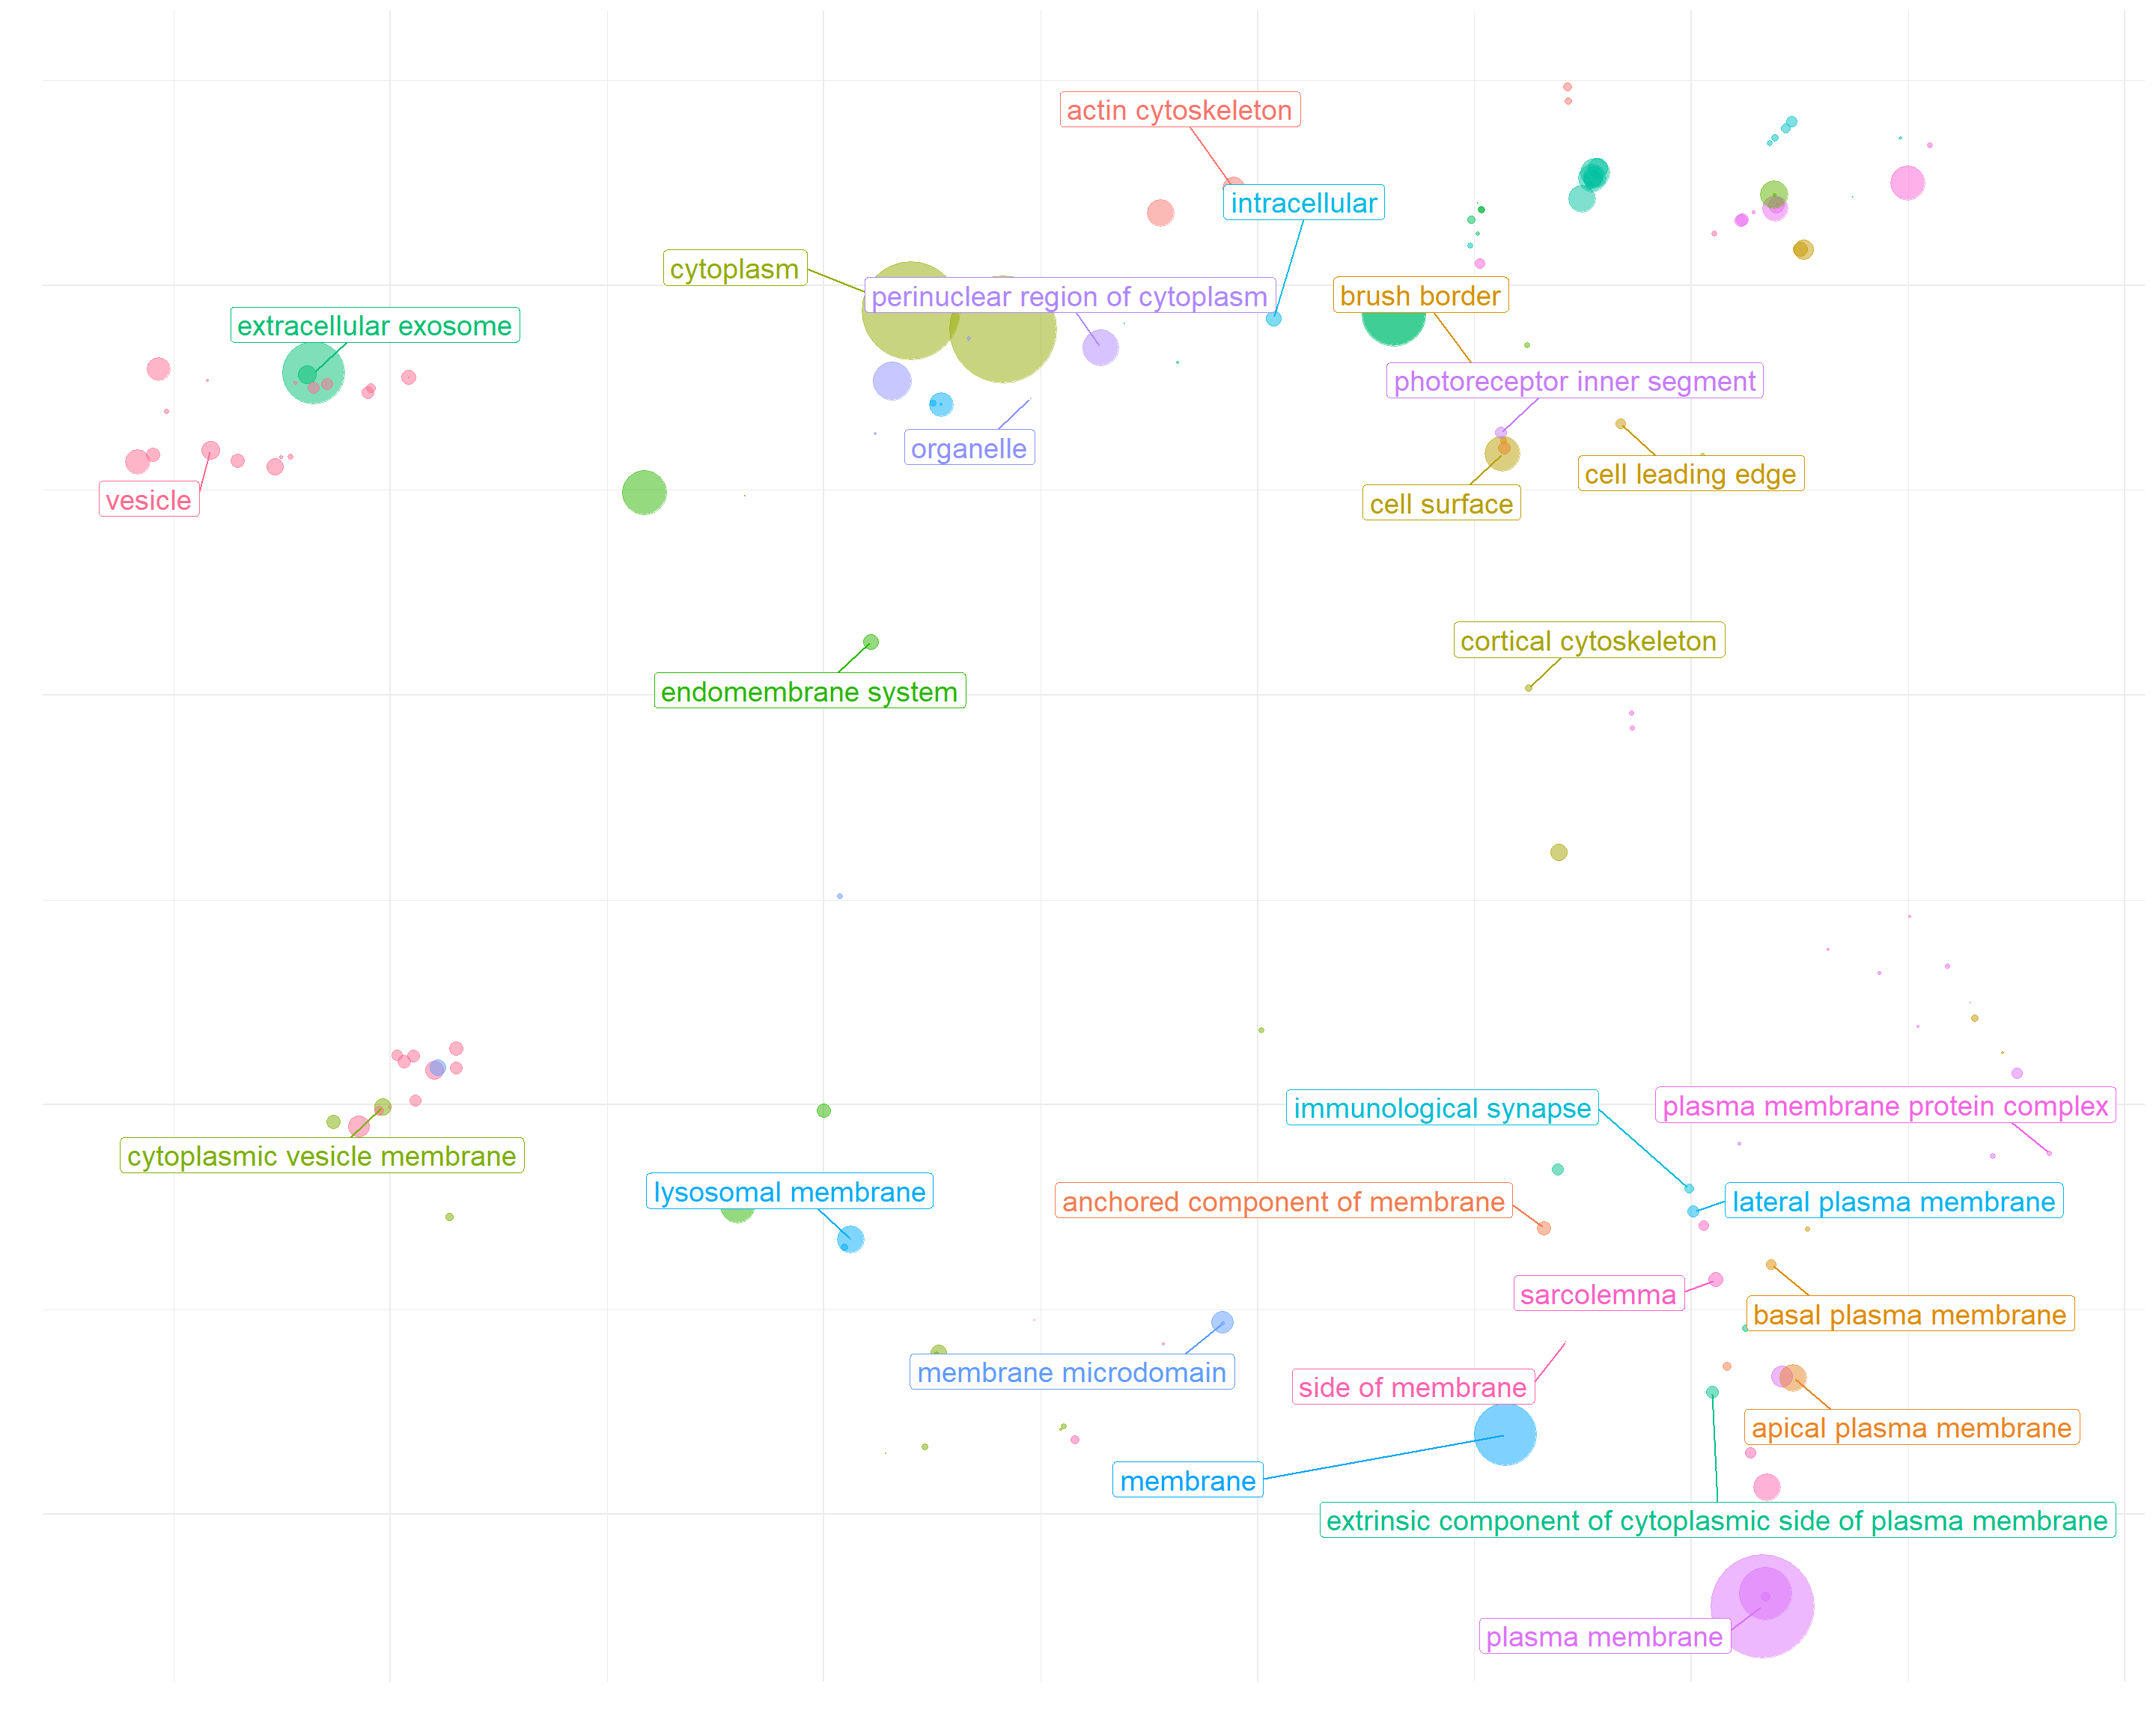 actin cytoskeleton
intracellular
cytoplasm
perinuclear region of cytoplasm
brush border
extracellular exosome
photoreceptor inner segment
organelle
cell leading edge
vesicle
cell surface
cortical cytoskeleton
endomembrane system
immunological synapse
plasma membrane protein complex
cytoplasmic vesicle membrane
lysosomal membrane
anchored component of membrane
lateral plasma membrane
sarcolemma
basal plasma membrane
membrane microdomain
side of membrane
apical plasma membrane
membrane
extrinsic component of cytoplasmic side of plasma membrane
plasma membrane